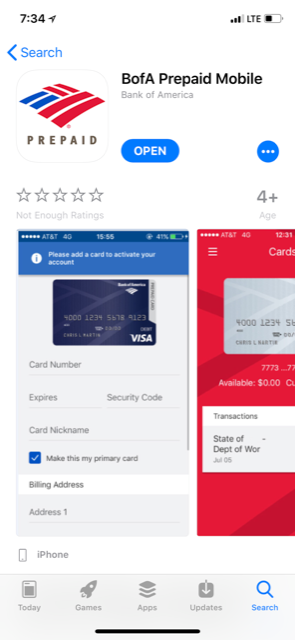 7:34
LTE
Search
BofA Prepaid Mobile
Bank of America
PREPAID
OPEN
Not Enough Ratings
4+
Age
AT&T 4G 15:55 41%
Please add a card to activate your
account
Bank of America
4000 1234 5678 9123
CHRIS L MARTIN
DEBIT
VISA
Card Number
Expires Security Code
Card Nickname
Make this my primary card
Billing Address
Address 1
AT&T 4G 12:31
Cards
4000 1234 56
CHRIS L MARTIN
7773 ...77
Available: $0.00 Cu
Transactions
State of -
Dept of Wor
Jul 05
iPhone
Today Games Apps Updates Search